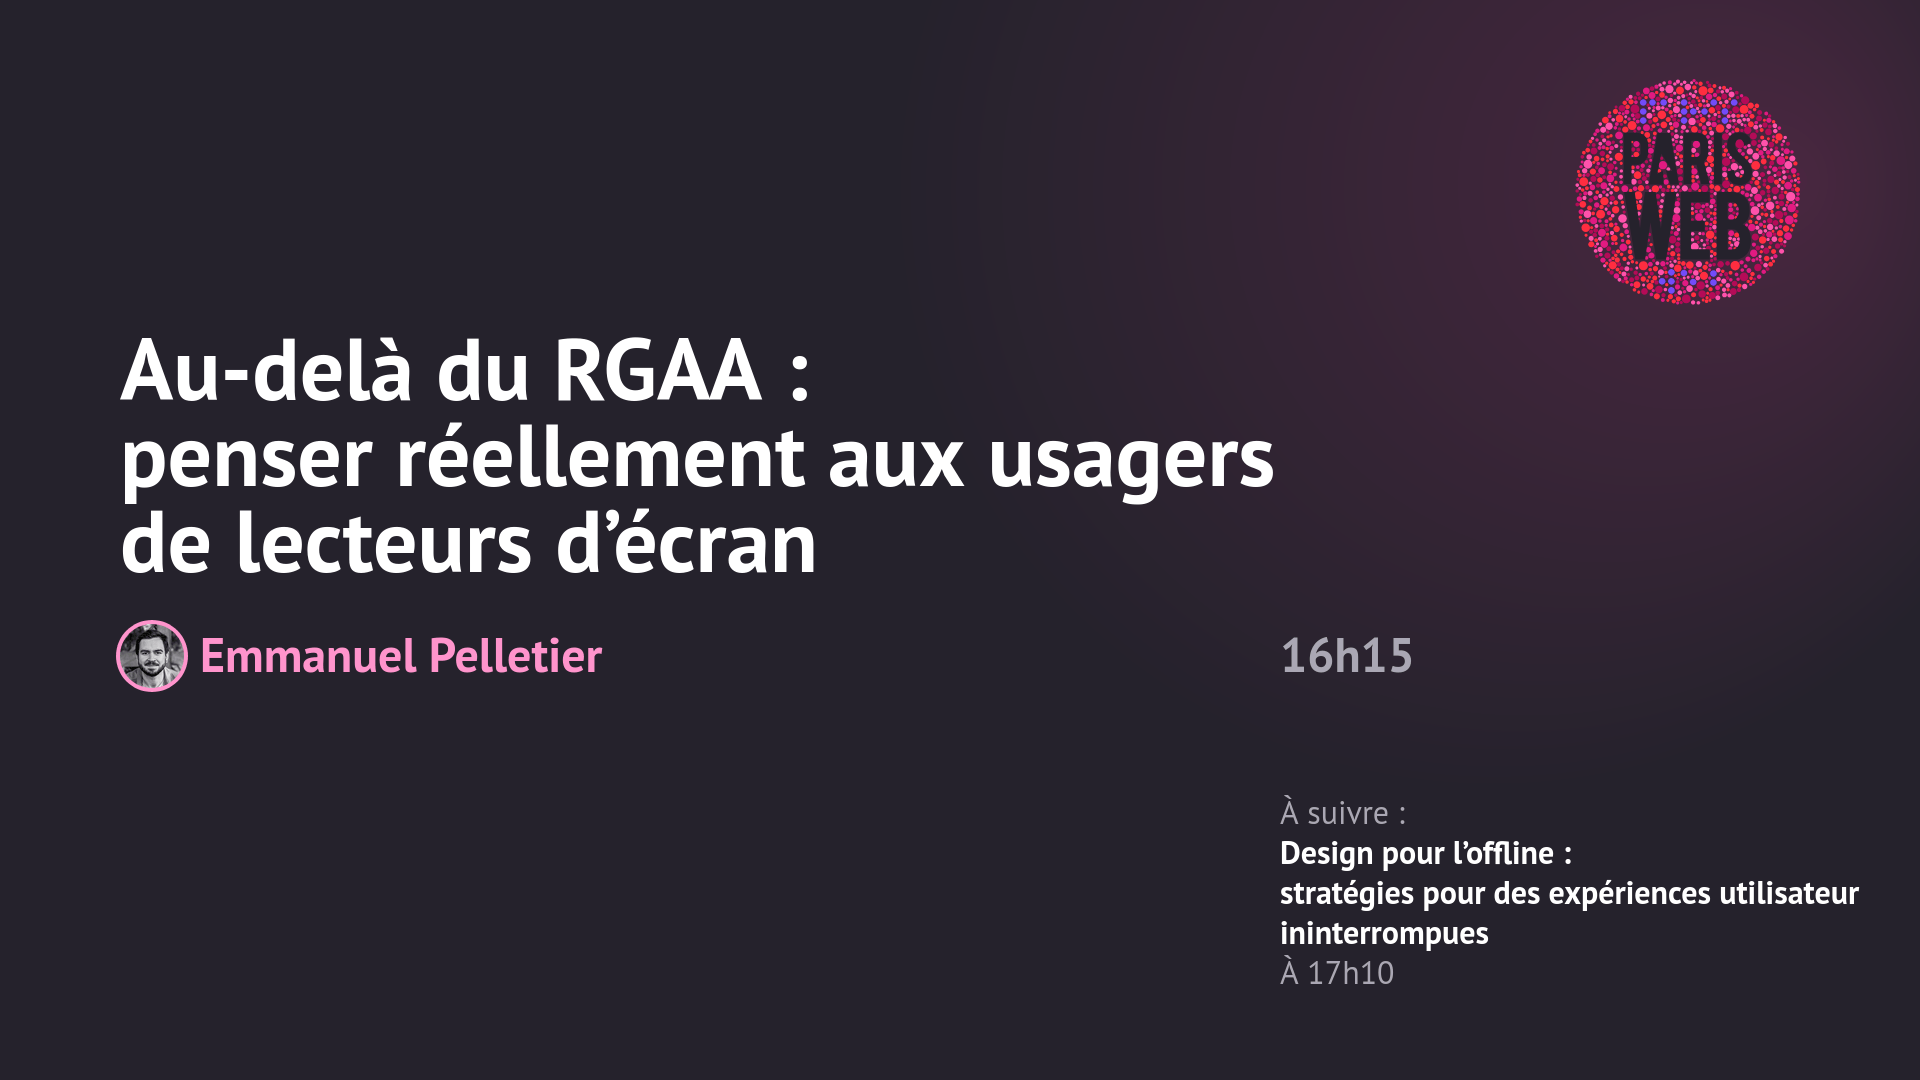 PARIS
WEB
Au-delà du RGAA :
penser réellement aux usagers
de lecteurs d’écran
Emmanuel Pelletier
16h15
À suivre :
Design pour l’offline :
stratégies pour des expériences utilisateur
ininterrompues
À 17h10